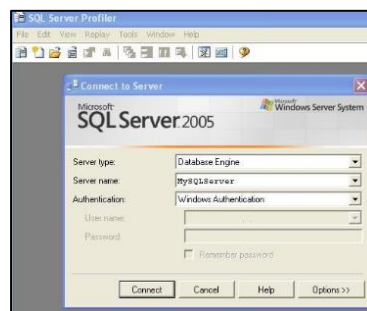 SQL Server Profiler
File Edit View Replay Tools Window Help
Connect to Server
Microsoft
SQL Server 2005
Microsoft
Windows Server System
Server type: Database Engine
Server name: MySQLServer
Authentication: Windows Authentication
User name:
Password:
Remember password
Connect Cancel Help Options >>